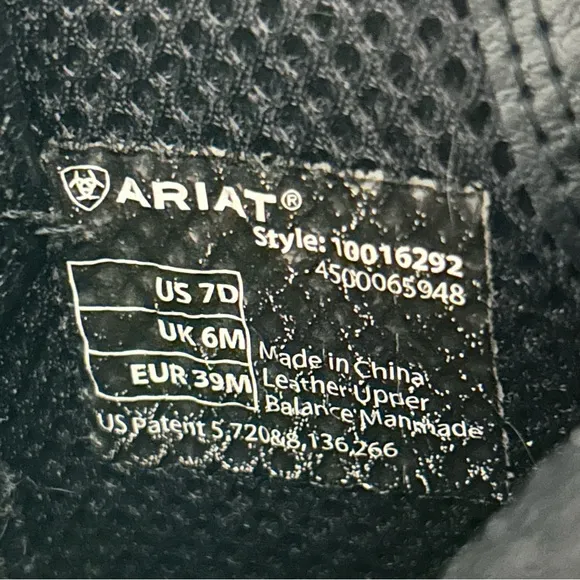 ARIAT®
Style: 10016292
4500065948
US 7D
UK 6M
EUR 39M
Made in China
Leather Upper
Balance Manmade
US Patent 5,720&8,136,266